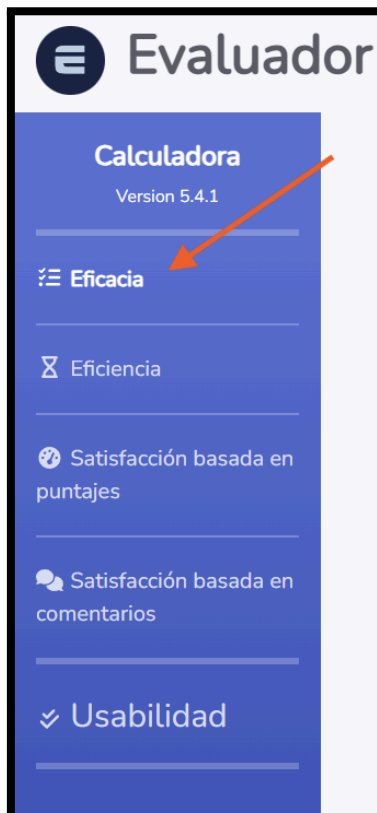 Evaluador
Calculadora
Version 5.4.1
Eficacia
Eficiencia
Satisfacción basada en
puntajes
Satisfacción basada en
comentarios
Usabilidad